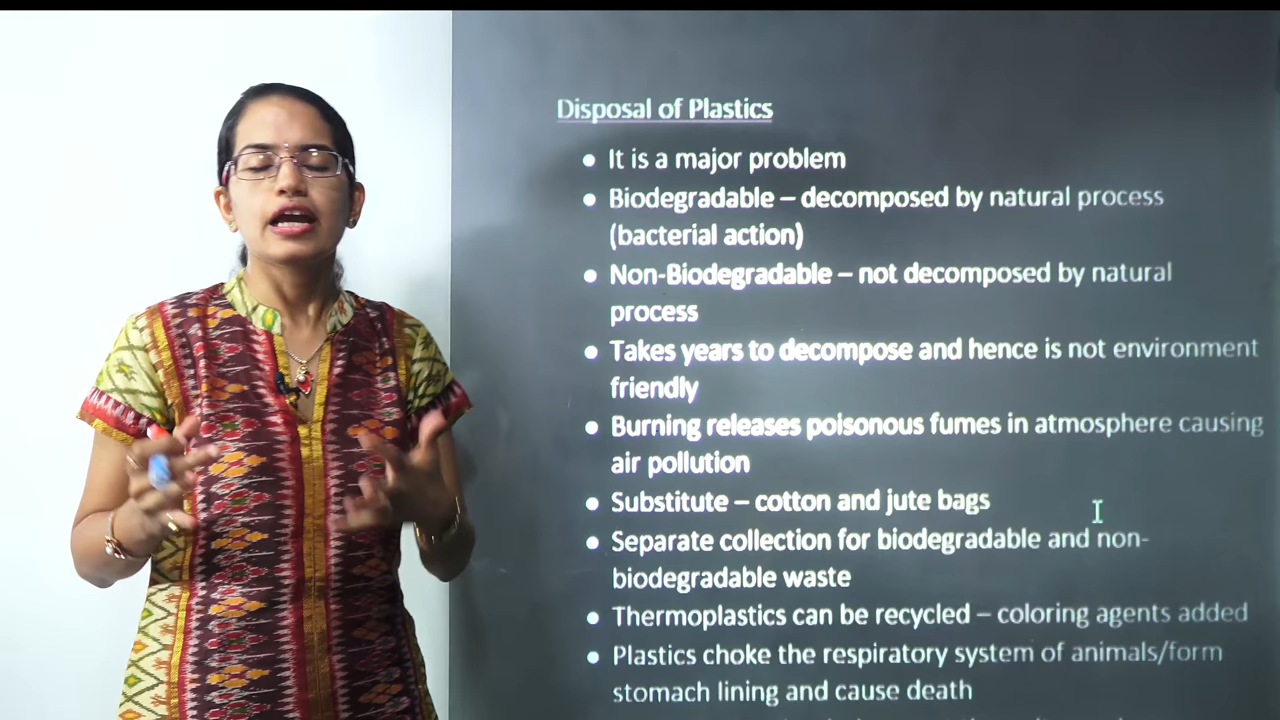 Disposal of Plastics
• It is a major problem
• Biodegradable – decomposed by natural process
(bacterial action)
• Non-Biodegradable – not decomposed by natural
process
• Takes years to decompose and hence is not environment
friendly
• Burning releases poisonous fumes in atmosphere causing
air pollution
• Substitute – cotton and jute bags
• Separate collection for biodegradable and non-
biodegradable waste
• Thermoplastics can be recycled – coloring agents added
• Plastics choke the respiratory system of animals/form
stomach lining and cause death